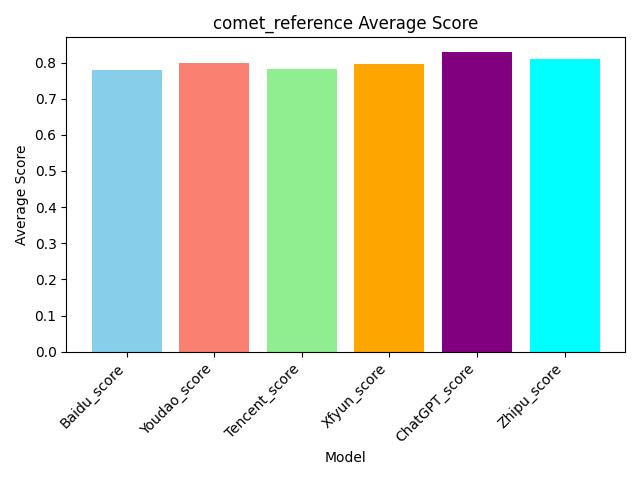 comet_reference Average Score
Average Score
0.8
0.7
0.6
0.5
0.4
0.3
0.2
0.1
0.0
Baidu_score
Youdao_score
Tencent_score
Xfyun_score
ChatGPT_score
Zhipu_score
Model